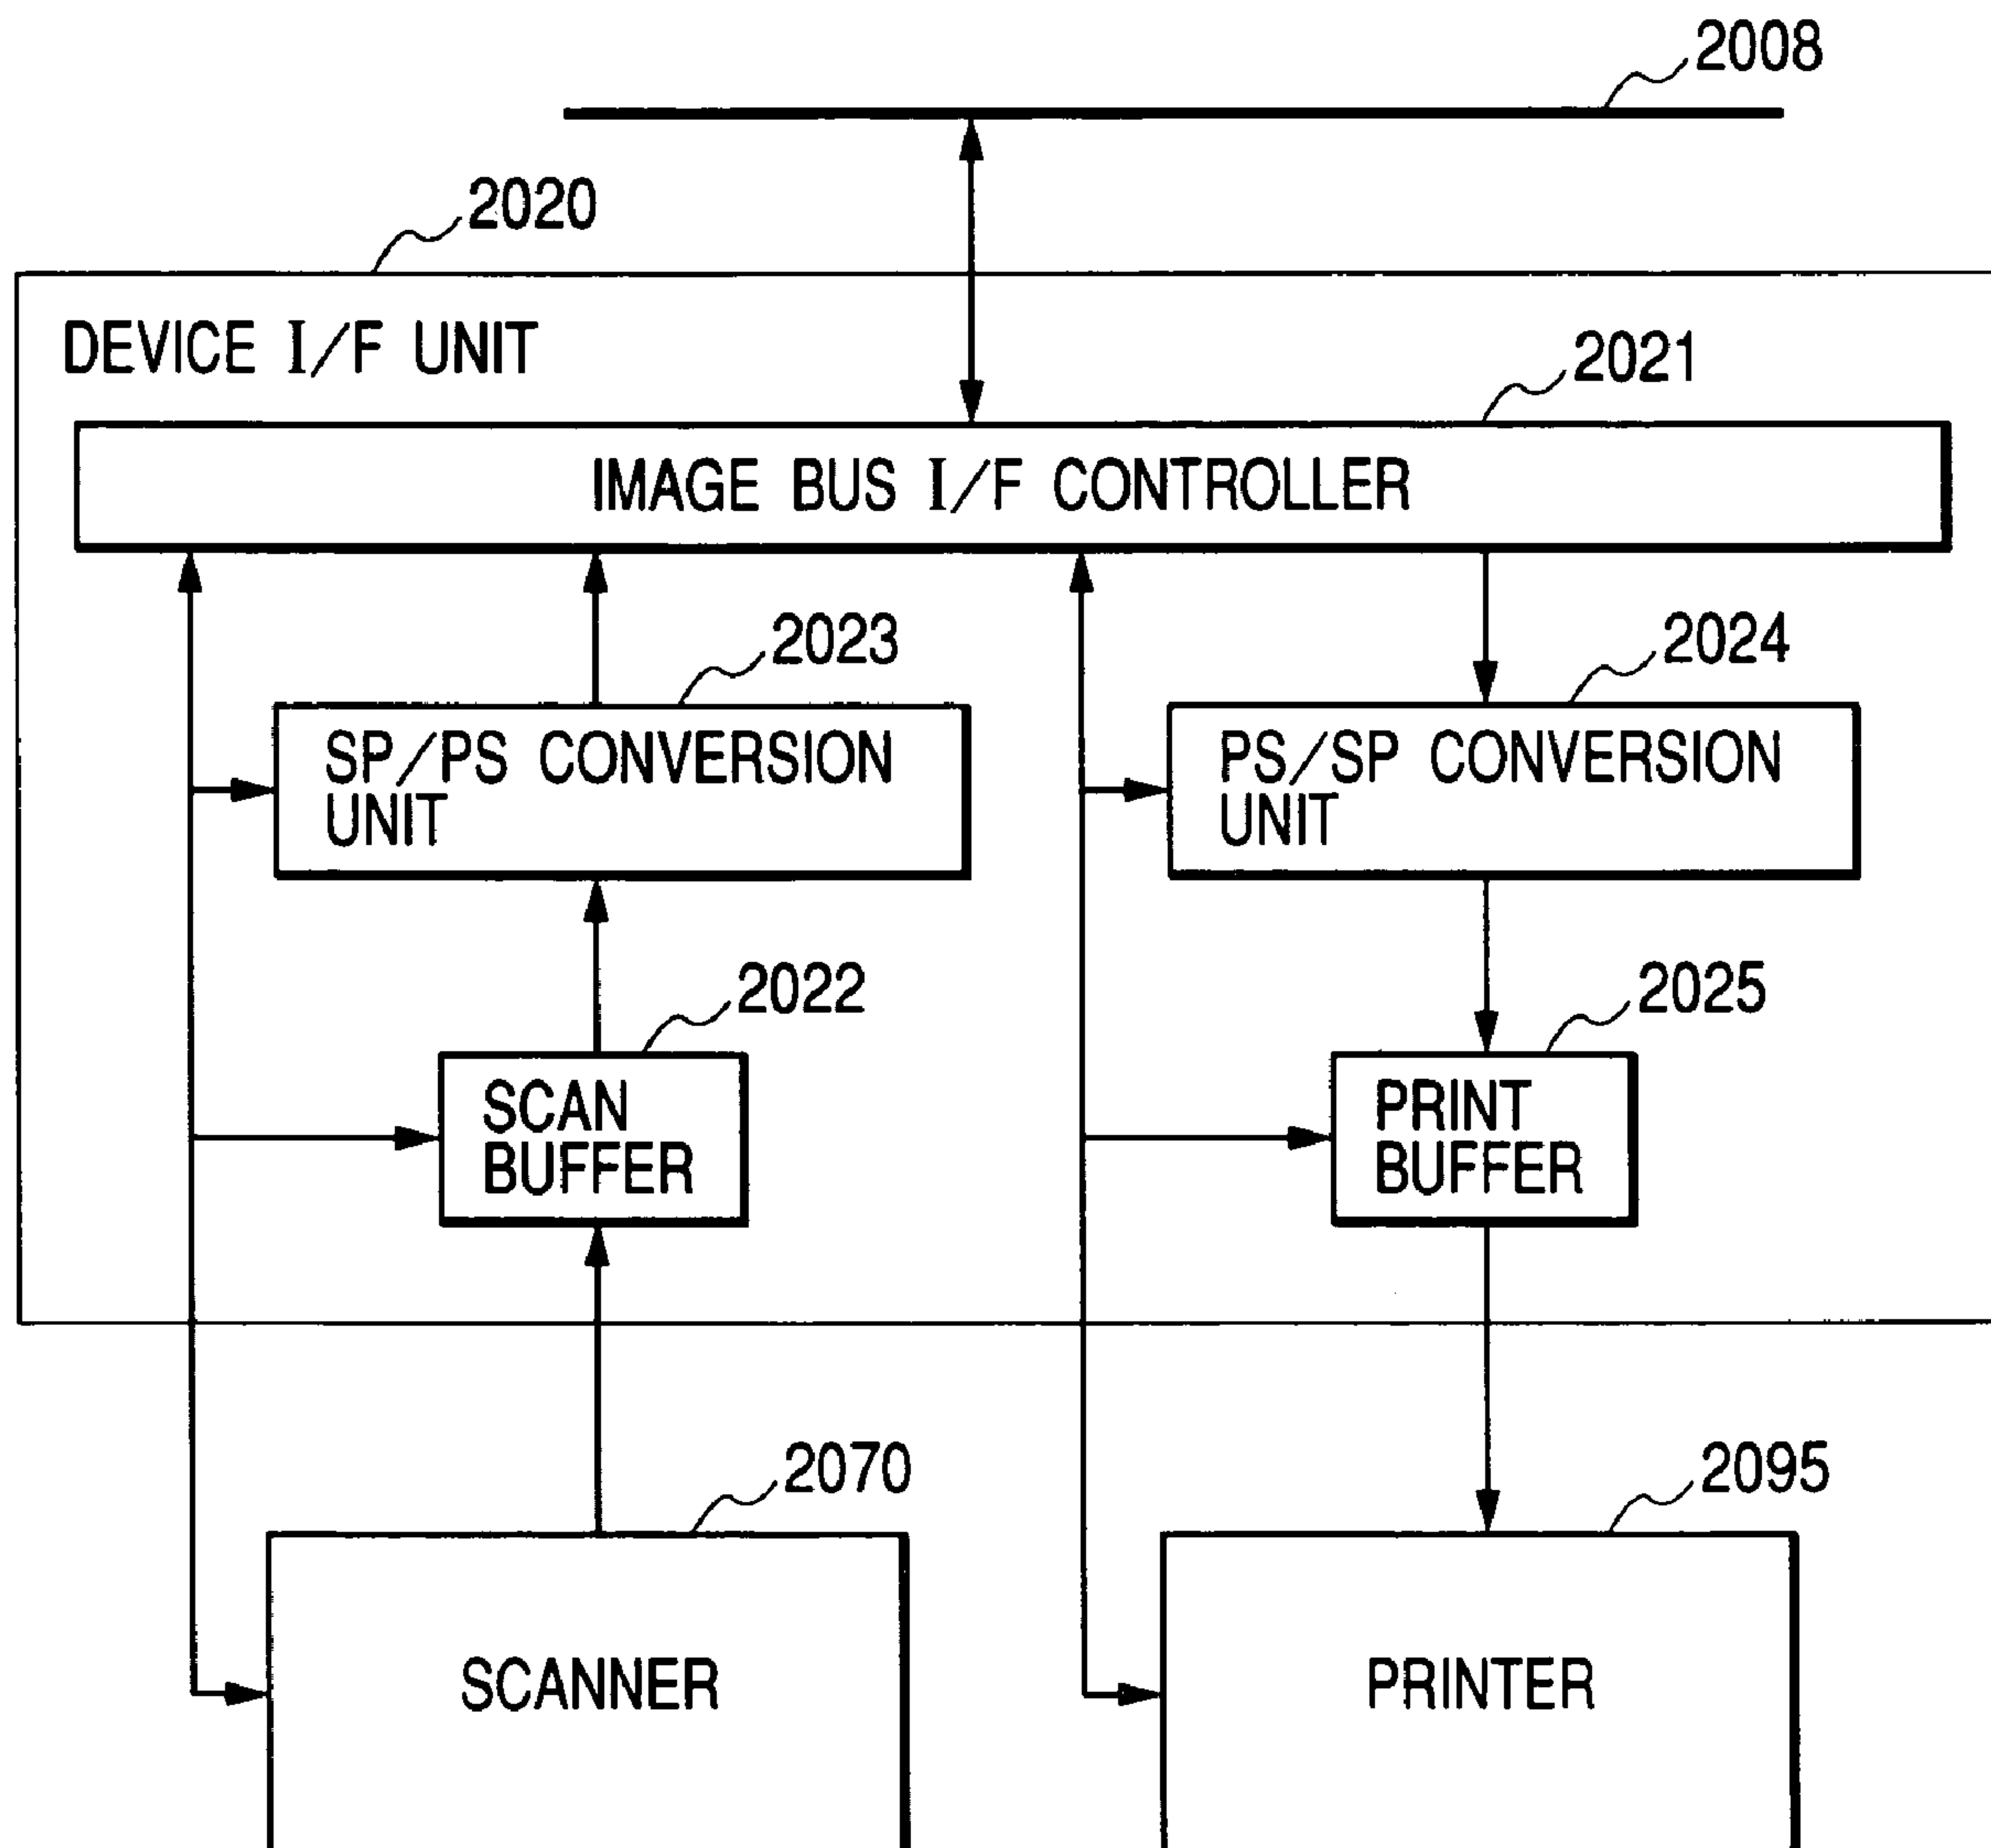 2008
2020
DEVICE I/F UNIT
2021
IMAGE BUS I/F CONTROLLER
2023
2024
SP/PS CONVERSION
UNIT
PS/SP CONVERSION
UNIT
2022
2025
SCAN
BUFFER
PRINT
BUFFER
2070
2095
SCANNER
PRINTER